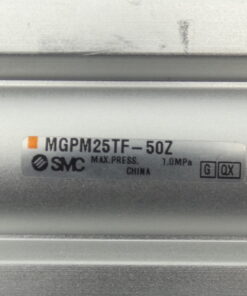 MGPM25TF-50Z
SMC MAX.PRESS. 1.0MPa
CHINA G QX